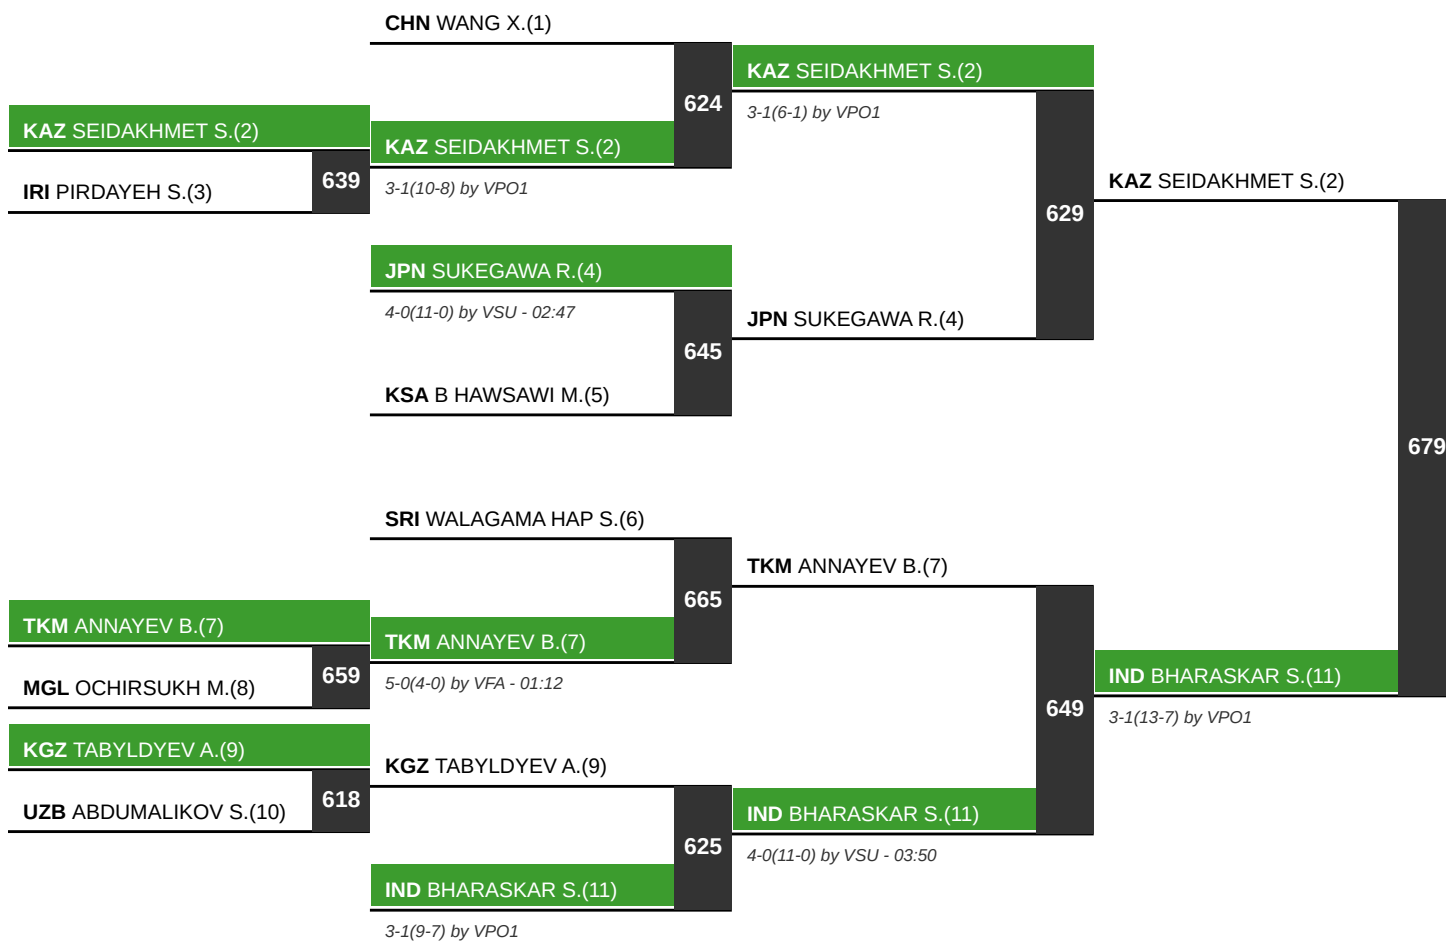 CHN WANG X.(1)
KAZ SEIDAKHMET S.(2)
624
3-1(6-1) by VPO1
KAZ SEIDAKHMET S.(2)
KAZ SEIDAKHMET S.(2)
639
IRI PIRDAYEH S.(3)
3-1(10-8) by VPO1
KAZ SEIDAKHMET S.(2)
629
JPN SUKEGAWA R.(4)
4-0(11-0) by VSU - 02:47
JPN SUKEGAWA R.(4)
645
KSA B HAWSAWI M.(5)
679
SRI WALAGAMA HAP S.(6)
TKM ANNAYEV B.(7)
665
TKM ANNAYEV B.(7)
TKM ANNAYEV B.(7)
659
MGL OCHIRSUKH M.(8)
5-0(4-0) by VFA - 01:12
IND BHARASKAR S.(11)
649
3-1(13-7) by VPO1
KGZ TABYLDYEV A.(9)
KGZ TABYLDYEV A.(9)
618
UZB ABDUMALIKOV S.(10)
IND BHARASKAR S.(11)
625
4-0(11-0) by VSU - 03:50
IND BHARASKAR S.(11)
3-1(9-7) by VPO1